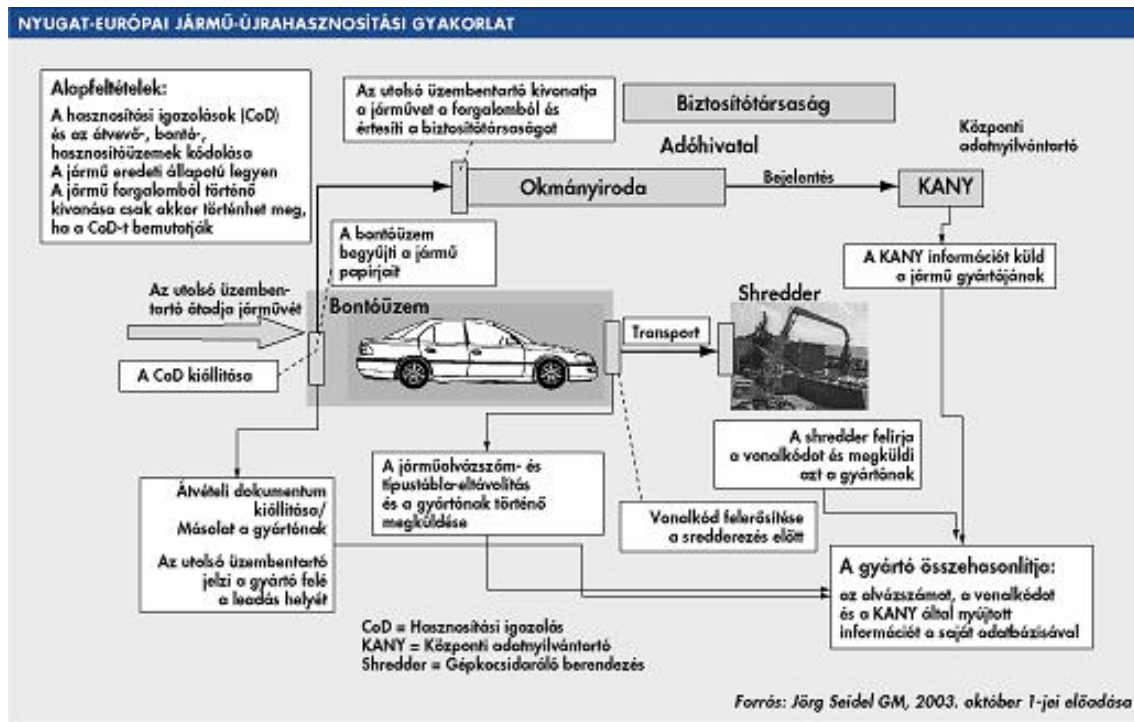 NYUGAT-EURÓPAI JÁRMŰ-ÚJRAHASZNOSÍTÁSI GYAKORLAT
Alapfeltételek:
A hasznosítási igazolások (CoD)
és az átvevő-, bontó-,
hasznosítóüzemek kódolása
A jármű eredeti állapotú legyen
A jármű forgalomból történő
kivonása csak akkor történhet meg,
ha a CoD-t bemutatják
Az utolsó üzembentartó kivonatja
a járművet a forgalomból és
értesíti a biztosítótársaságot
Biztosítótársaság
Adóhivatal
Okmányiroda
Bejelentés
Központi
adatnyilvántartó
KANY
A bontóüzem
begyűjti a jármű
papírjait
A KANY információt küld
a jármű gyártójának
Az utolsó üzemben-
tartó átadja járművét
Bontóüzem
Transport
Shredder
A CoD kiállítása
A shredder felírja
a vonalkódot és megküldi
azt a gyártónak
Átvételi dokumentum
kiállítása/
Másolat a gyártónak
Az utolsó üzembentartó
jelzi a gyártó felé
a leadás helyét
A járműalvázszám- és
típustábla-eltávolítás
és a gyártónak történő
megküldése
Vonalkód felerősítése
a sredderezés előtt
A gyártó összehasonlítja:
az alvázszámot, a vonalkódot
és a KANY által nyújtott
információt a saját adatbázisával
CoD = Hasznosítási igazolás
KANY = Központi adatnyilvántartó
Shredder = Gépkocsidaráló berendezés
Forrás: Jörg Seidel GM, 2003. október 1-jei előadása